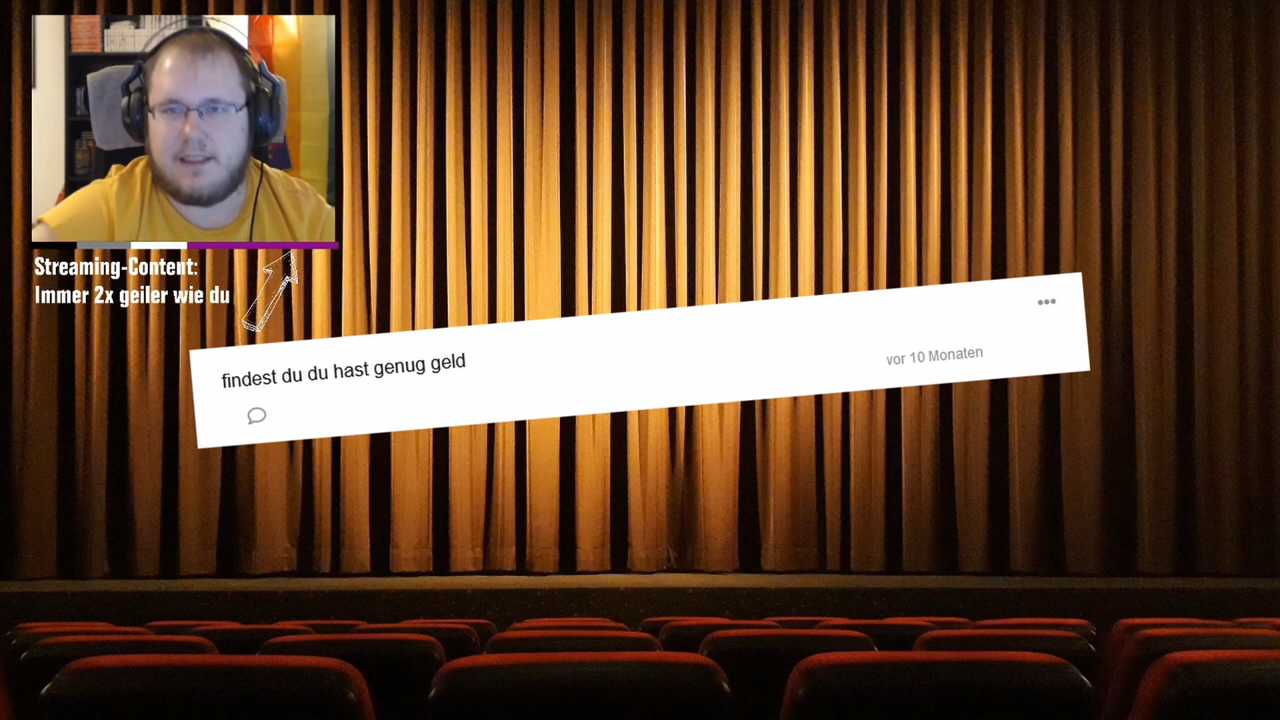 Streaming-Content:
Immer 2x geiler wie du
findest du du hast genug geld
vor 10 Monaten